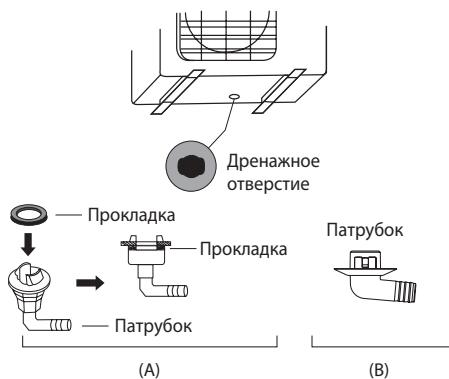 Дренажное
отверстие
Прокладка
Прокладка
Патрубок
Патрубок
(A)
(B)